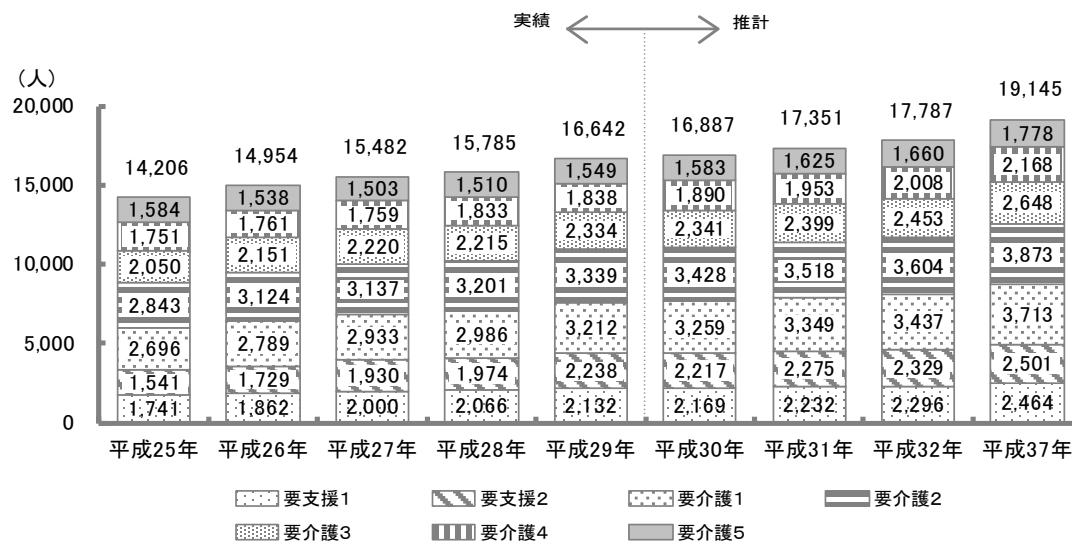 実績 推計
（人）
20,000
15,000
10,000
5,000
0
14,206 14,954 15,482 15,785 16,642 16,887 17,351 17,787 19,145
1,584 1,538 1,503 1,510 1,549 1,583 1,625 1,660 1,778
1,751 1,761 1,759 1,833 1,838 1,890 1,953 2,008 2,168
2,050 2,151 2,220 2,215 2,334 2,341 2,399 2,453 2,648
2,843 3,124 3,137 3,201 3,339 3,428 3,518 3,604 3,873
2,696 2,789 2,933 2,986 3,212 3,259 3,349 3,437 3,713
1,541 1,729 1,930 1,974 2,238 2,217 2,275 2,329 2,501
1,741 1,862 2,000 2,066 2,132 2,169 2,232 2,296 2,464
平成25年 平成26年 平成27年 平成28年 平成29年 平成30年 平成31年 平成32年 平成37年
要支援1 要支援2 要介護1 要介護2
要介護3 要介護4 要介護5